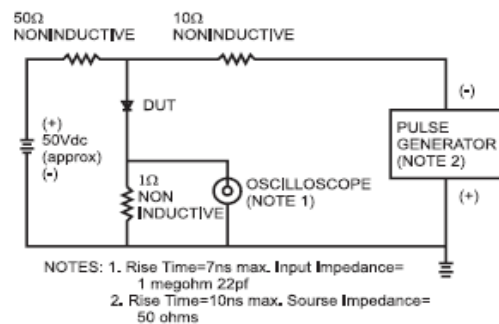 50Ω
NONINDUCTIVE
10Ω
NONINDUCTIVE
(+)
50Vdc
(approx)
(-)
DUT
1Ω
NON
INDUCTIVE
OSCILLOSCOPE
(NOTE 1)
(-)
PULSE
GENERATOR
(NOTE 2)
(+)
NOTES: 1. Rise Time=7ns max. Input Impedance=
1 megohm 22pf
2. Rise Time=10ns max. Sourse Impedance=
50 ohms